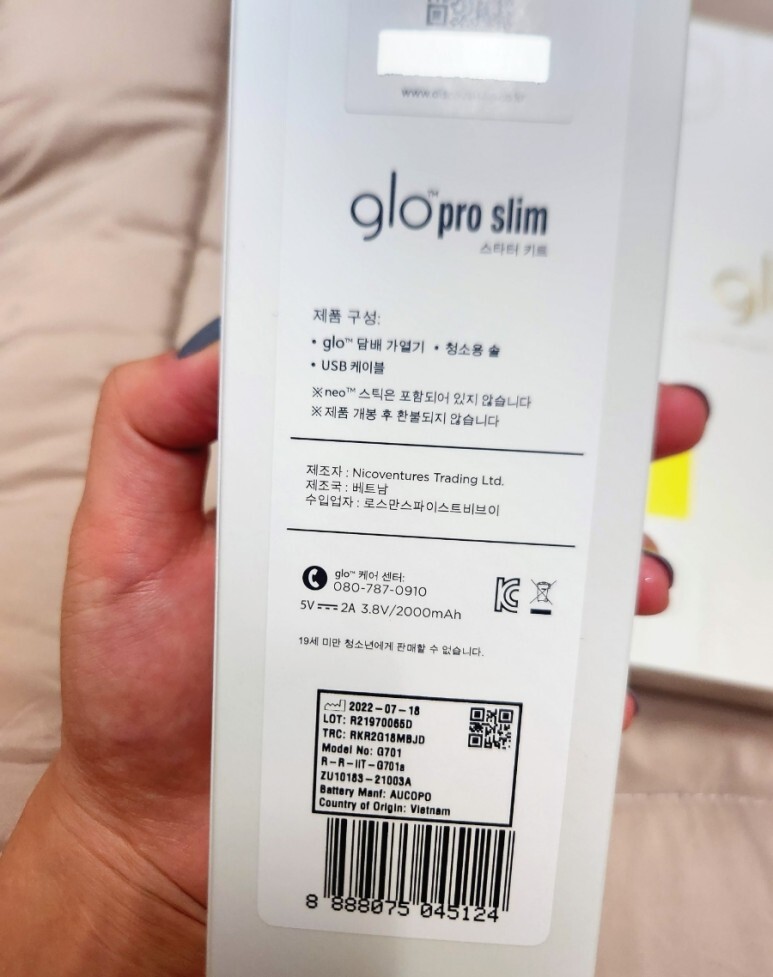 glo™ pro slim
스타터 키트
제품 구성:
• glo™ 담배 가열기 • 청소용 솔
• USB 케이블
※neo™ 스틱은 포함되어 있지 않습니다
※제품 개봉 후 환불되지 않습니다
제조자 : Nicoventures Trading Ltd.
제조국 : 베트남
수입업자 : 로스만스파이스트비브이
glo™ 케어 센터:
080-787-0910
5V 2A 3.8V/2000mAh
19세 미만 청소년에게 판매할 수 없습니다.
2022-07-18
LOT: R21970066D
TRC: RKR2G18MBJD
Model No: G701
R-R-IIT-G701a
ZU10183-21003A
Battery Manf: AUCOPO
Country of Origin: Vietnam
8 888075 045124
gl